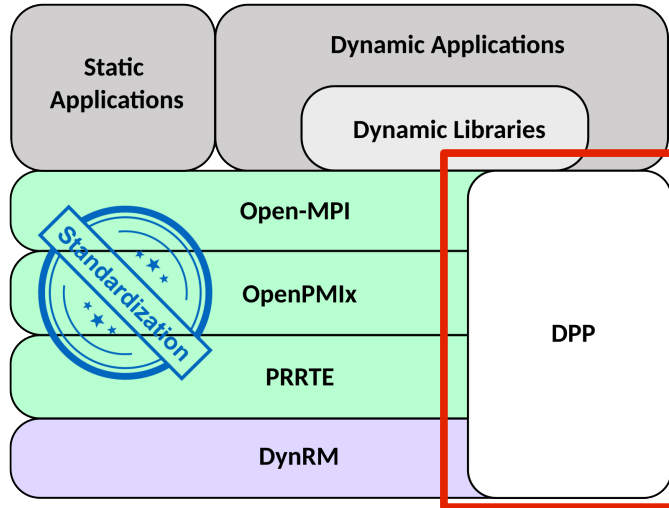 Static
Applications
Dynamic Applications
Dynamic Libraries
Open-MPI
Standardization
OpenPMIx
DPP
PRRTE
DynRM